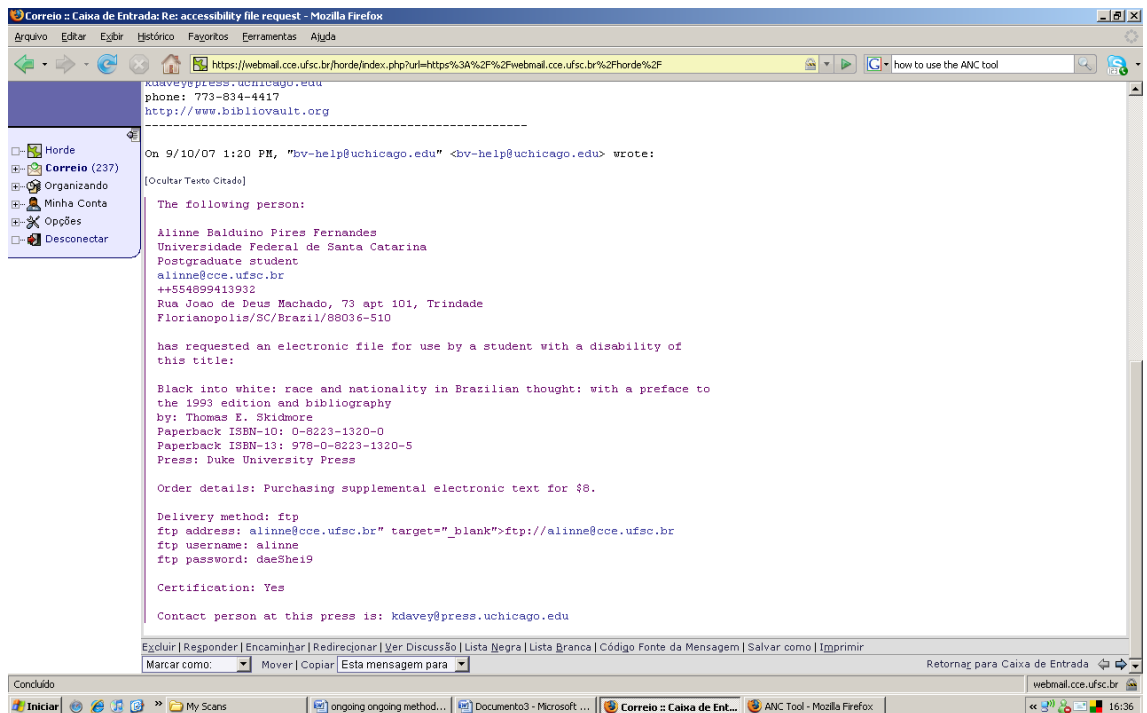 Correio :: Caixa de Entrada: Re: accessibility file request - Mozilla Firefox
Arquivo Editar Exibir Histórico Favoritos Ferramentas Ajuda
https://webmail.cce.ufsc.br/horde/index.php?url=https%3A%2F%2Fwebmail.cce.ufsc.br%2Fhorde%2F
how to use the ANC tool
Horde
Correio (237)
Organizando
Minha Conta
Opções
Desconectar
kdavey@press.uchicago.edu
phone: 773-834-4417
http://www.bibliovault.org
-----------------------------------------------------
On 9/10/07 1:20 PM, "bv-help@uchicago.edu" <bv-help@uchicago.edu> wrote:
[Ocultar Texto Citado]
The following person:
Alinne Balduino Pires Fernandes
Universidade Federal de Santa Catarina
Postgraduate student
alinne@cce.ufsc.br
++554899413932
Rua Joao de Deus Machado, 73 apt 101, Trindade
Florianopolis/SC/Brazil/88036-510
has requested an electronic file for use by a student with a disability of
this title:
Black into white: race and nationality in Brazilian thought: with a preface to
the 1993 edition and bibliography
by: Thomas E. Skidmore
Paperback ISBN-10: 0-8223-1320-0
Paperback ISBN-13: 978-0-8223-1320-5
Press: Duke University Press
Order details: Purchasing supplemental electronic text for $8.
Delivery method: ftp
ftp address: alinne@cce.ufsc.br" target="_blank">ftp://alinne@cce.ufsc.br
ftp username: alinne
ftp password: daeShei9
Certification: Yes
Contact person at this press is: kdavey@press.uchicago.edu
Excluir | Responder | Encaminhar | Redirecionar | Ver Discussão | Lista Negra | Lista Branca | Código Fonte da Mensagem | Salvar como | Imprimir
Marcar como: Mover | Copiar Esta mensagem para Retornar para Caixa de Entrada
Concluído webmail.cce.ufsc.br
Iniciar » My Scans ongoing ongoing method... Documento3 - Microsoft ... Correio :: Caixa de Ent... ANC Tool - Mozilla Firefox « 16:36